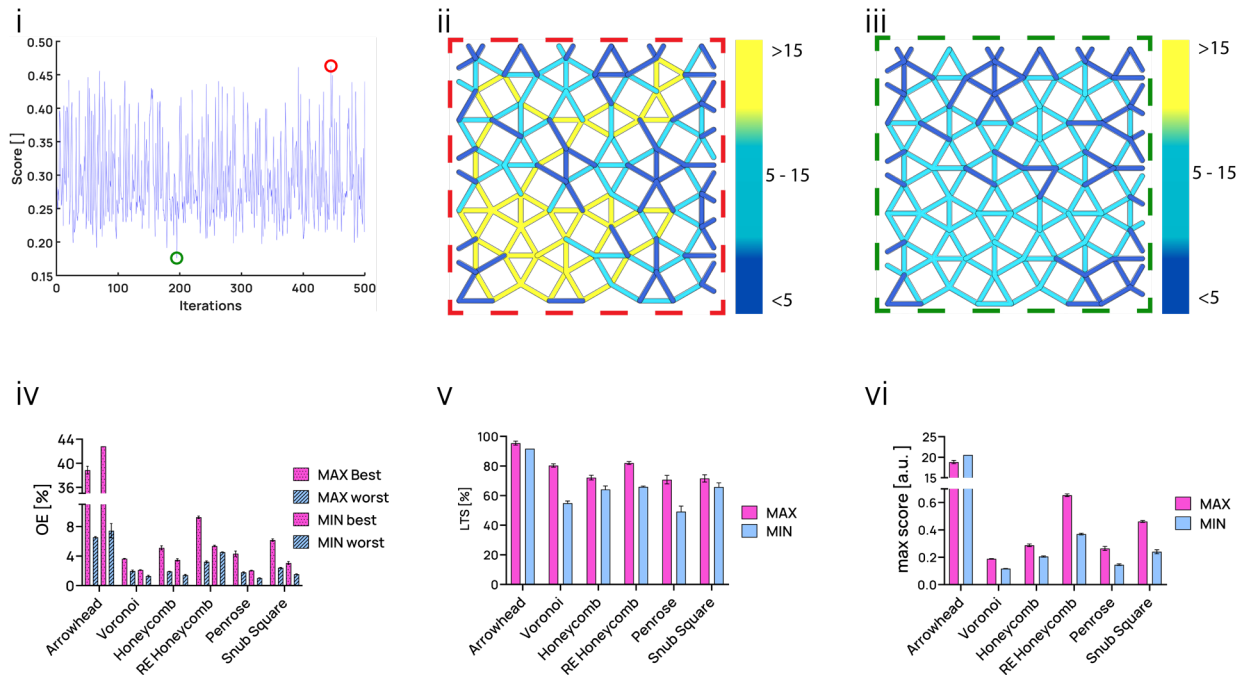 i
0.50
0.45
0.40
0.35
0.30
0.25
0.20
0.15
Score [ ]
0 100 200 300 400 500
Iterations
ii
>15
5 - 15
<5
iii
>15
5 - 15
<5
iv
44
40
36
8
4
0
OE [%]
Arrowhead
Voronoi
Honeycomb
RE Honeycomb
Penrose
Snub Square
MAX Best
MAX worst
MIN best
MIN worst
v
100
80
60
40
20
0
LTS [%]
Arrowhead
Voronoi
Honeycomb
RE Honeycomb
Penrose
Snub Square
MAX
MIN
vi
25
20
15
0.6
0.4
0.2
0.0
max score [a.u.]
Arrowhead
Voronoi
Honeycomb
RE Honeycomb
Penrose
Snub Square
MAX
MIN